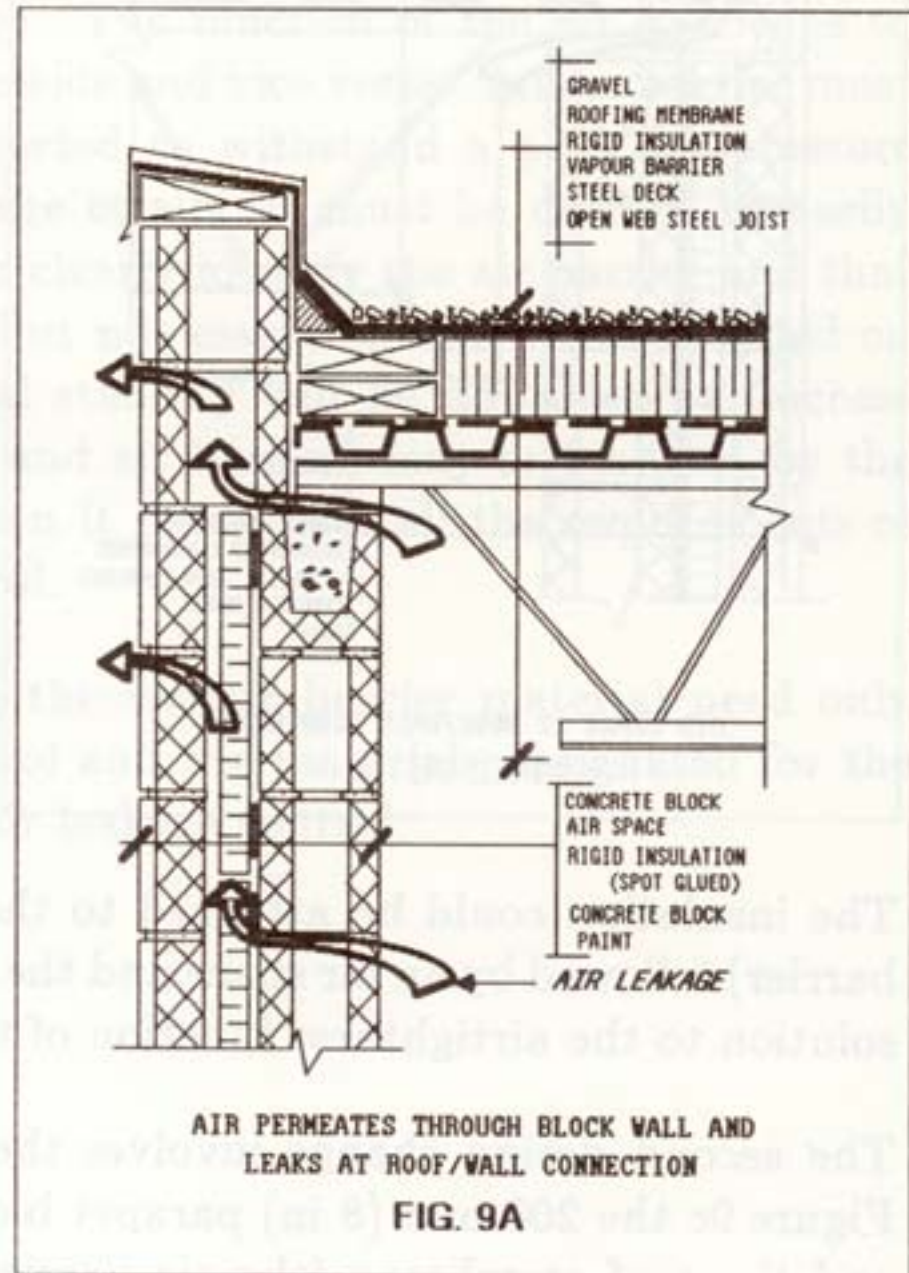 GRAVEL
ROOFING MEMBRANE
RIGID INSULATION
VAPOUR BARRIER
STEEL DECK
OPEN WEB STEEL JOIST
CONCRETE BLOCK
AIR SPACE
RIGID INSULATION
(SPOT GLUED)
CONCRETE BLOCK
PAINT
AIR LEAKAGE
AIR PERMEATES THROUGH BLOCK WALL AND
LEAKS AT ROOF/WALL CONNECTION
FIG. 9A